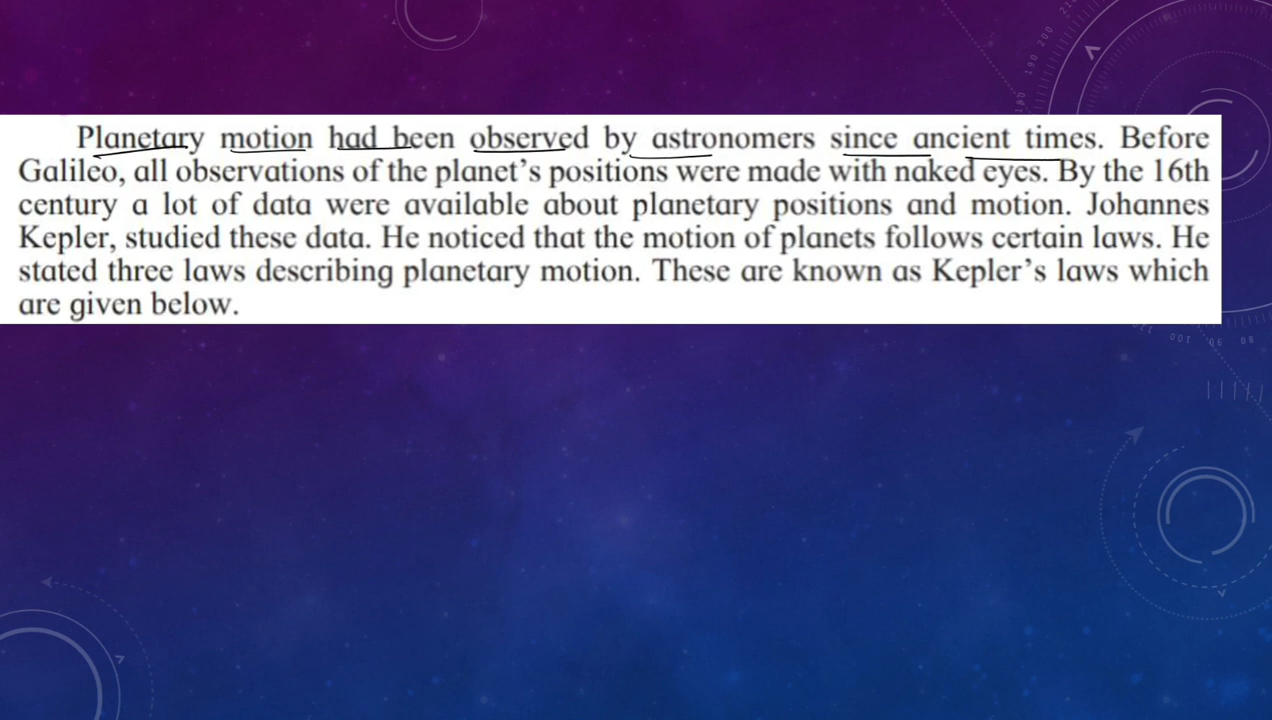 Planetary motion had been observed by astronomers since ancient times. Before
Galileo, all observations of the planet's positions were made with naked eyes. By the 16th
century a lot of data were available about planetary positions and motion. Johannes
Kepler, studied these data. He noticed that the motion of planets follows certain laws. He
stated three laws describing planetary motion. These are known as Kepler's laws which
are given below.